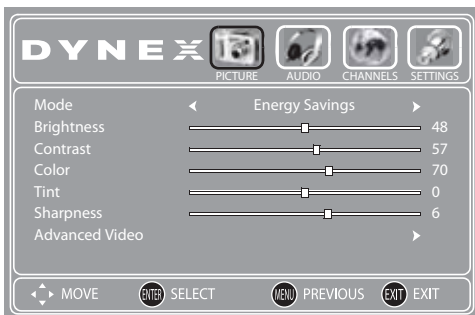 DYNEX
PICTURE AUDIO CHANNELS SETTINGS
Mode Energy Savings
Brightness 48
Contrast 57
Color 70
Tint 0
Sharpness 6
Advanced Video
MOVE ENTER SELECT MENU PREVIOUS EXIT EXIT